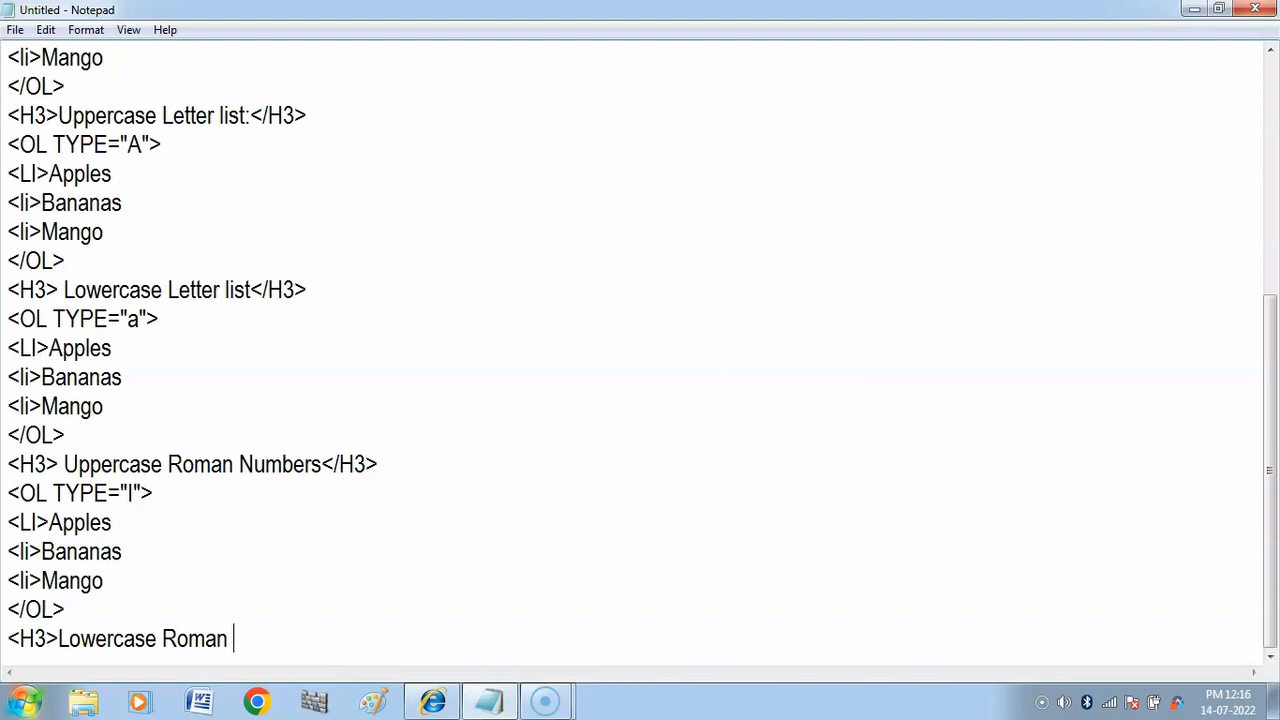 Untitled - Notepad
File Edit Format View Help
<li>Mango
</OL>
<H3>Uppercase Letter list:</H3>
<OL TYPE="A">
<LI>Apples
<li>Bananas
<li>Mango
</OL>
<H3> Lowercase Letter list</H3>
<OL TYPE="a">
<LI>Apples
<li>Bananas
<li>Mango
</OL>
<H3> Uppercase Roman Numbers</H3>
<OL TYPE="I">
<LI>Apples
<li>Bananas
<li>Mango
</OL>
<H3>Lowercase Roman
PM 12:16
14-07-2022